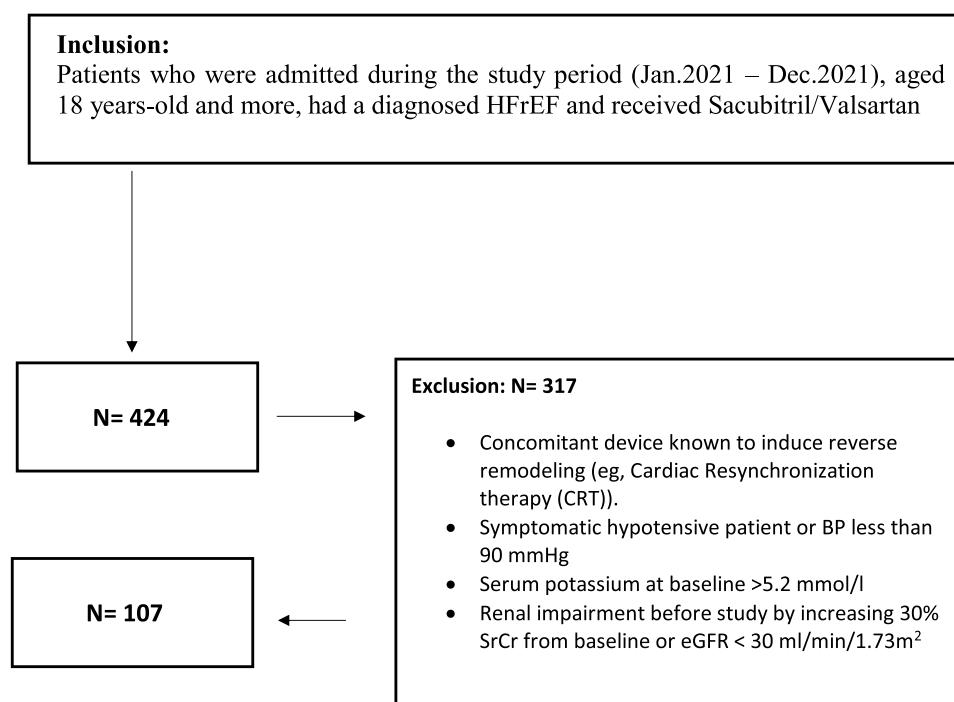 Inclusion:
Patients who were admitted during the study period (Jan.2021 – Dec.2021), aged
18 years-old and more, had a diagnosed HFrEF and received Sacubitril/Valsartan
N= 424
Exclusion: N= 317
• Concomitant device known to induce reverse
remodeling (eg, Cardiac Resynchronization
therapy (CRT)).
• Symptomatic hypotensive patient or BP less than
90 mmHg
• Serum potassium at baseline >5.2 mmol/l
• Renal impairment before study by increasing 30%
SrCr from baseline or eGFR < 30 ml/min/1.73m²
N= 107